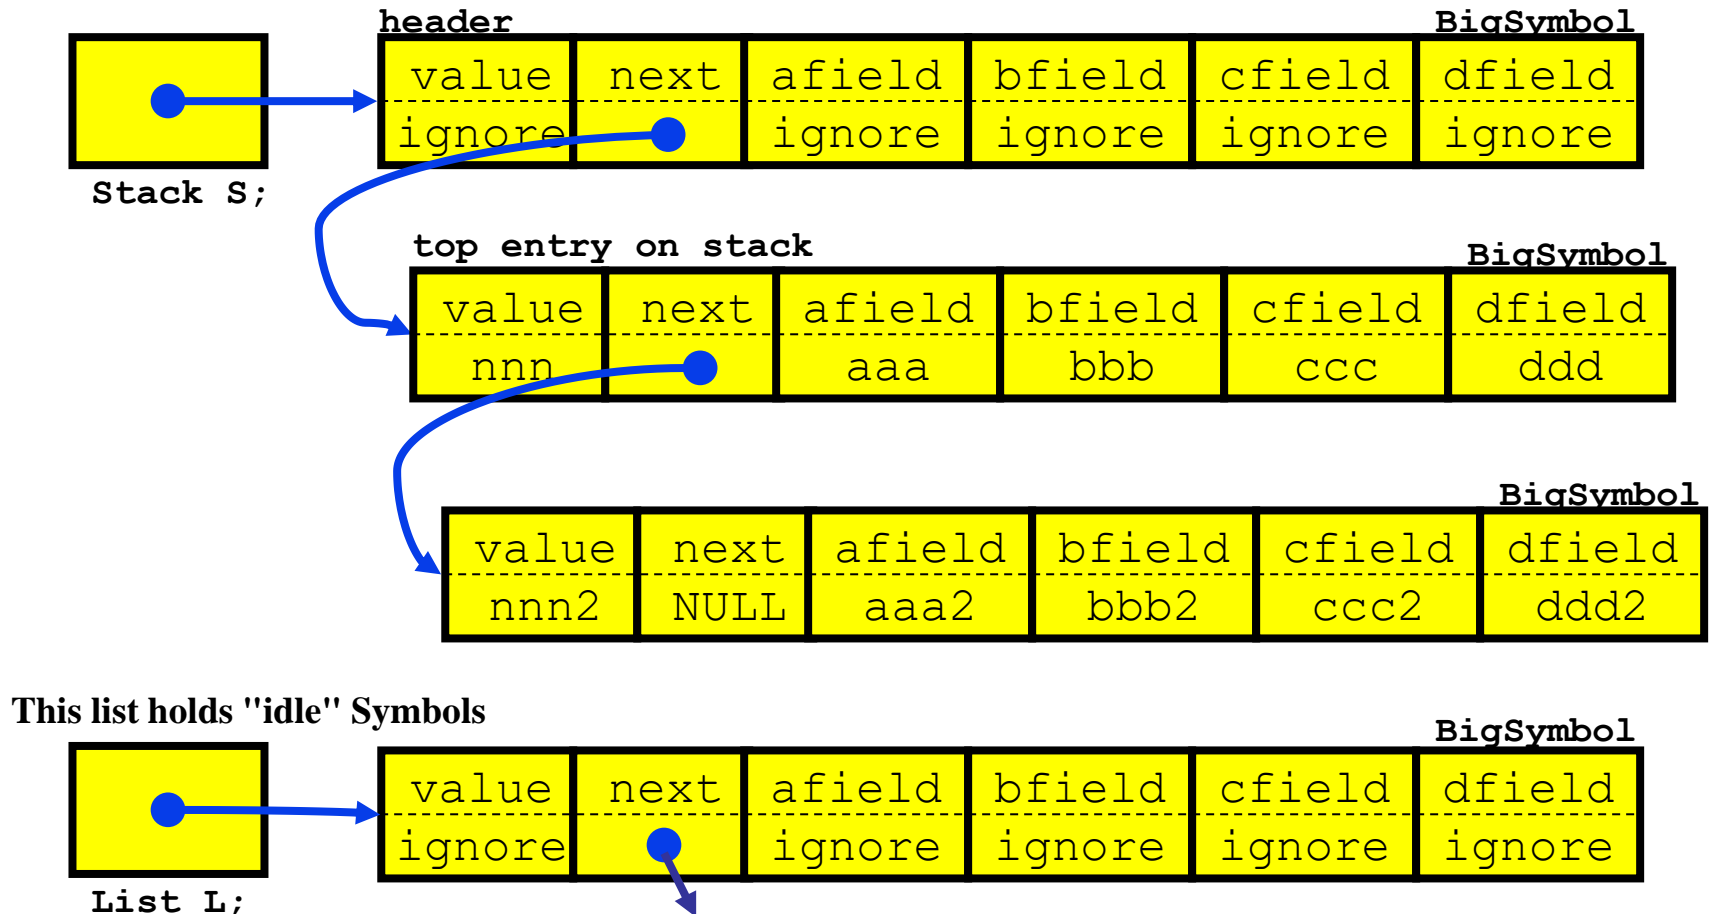 header BigSymbol
value next afield bfield cfield dfield
ignore ignore ignore ignore ignore
Stack S;
top entry on stack BigSymbol
value next afield bfield cfield dfield
nnn aaa bbb ccc ddd
BigSymbol
value next afield bfield cfield dfield
nnn2 NULL aaa2 bbb2 ccc2 ddd2
This list holds "idle" Symbols
BigSymbol
value next afield bfield cfield dfield
ignore ignore ignore ignore ignore
List L;